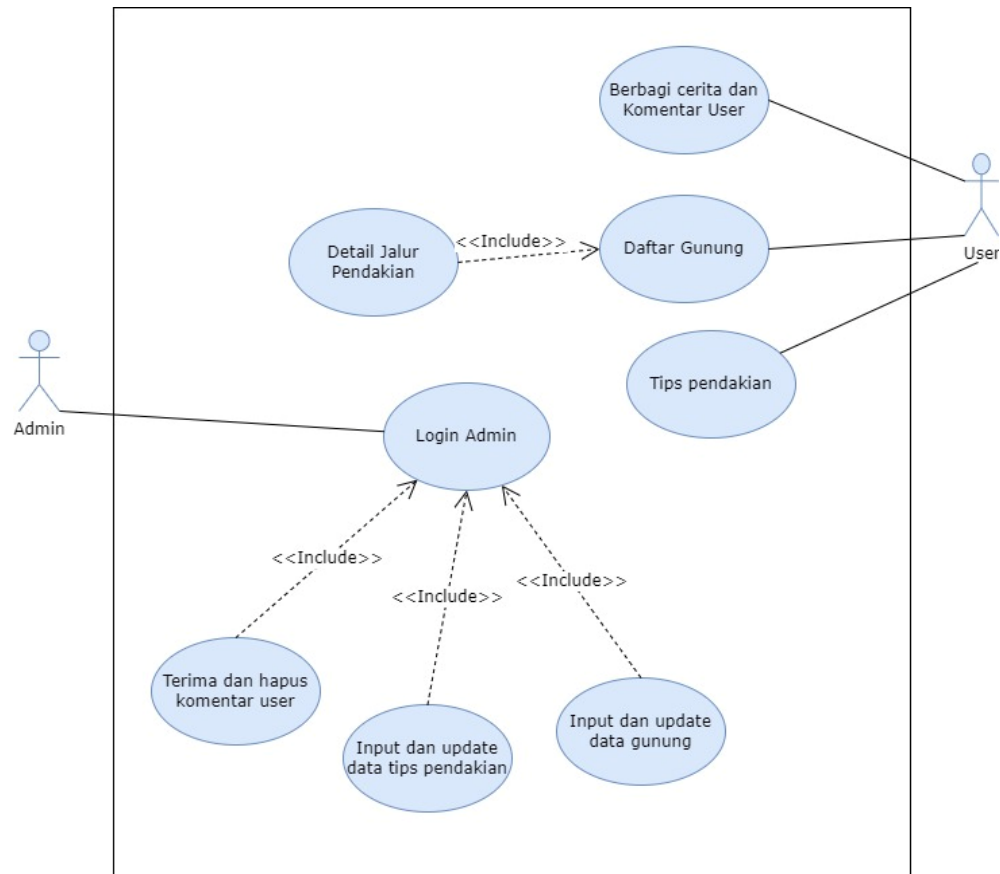 Berbagi cerita dan
Komentar User
User
<<Include>>
Detail Jalur
Pendakian
Daftar Gunung
Tips pendakian
Admin
Login Admin
<<Include>>
<<Include>>
<<Include>>
Terima dan hapus
komentar user
Input dan update
data tips pendakian
Input dan update
data gunung